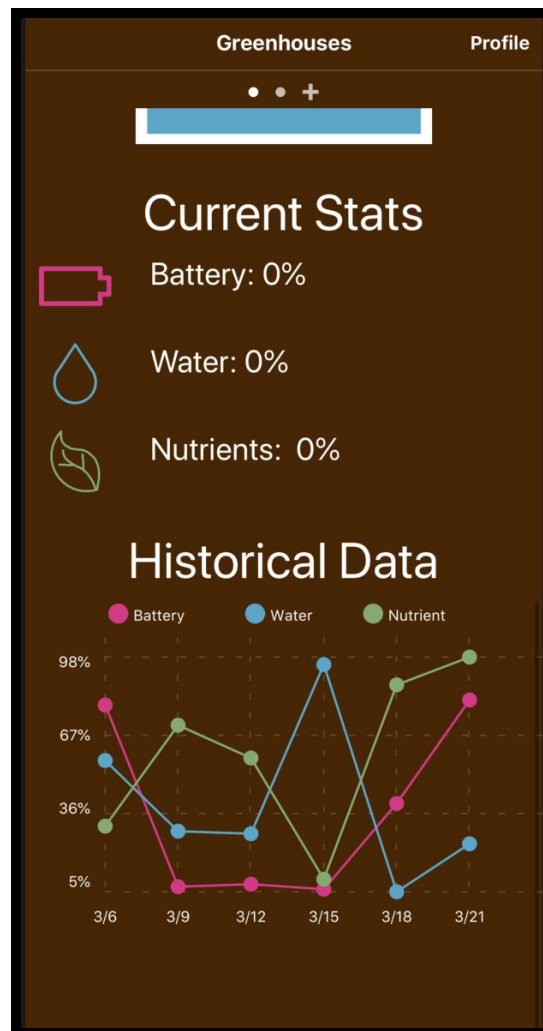 Greenhouses Profile
Current Stats
Battery: 0%
Water: 0%
Nutrients: 0%
Historical Data
Battery Water Nutrient
98%
67%
36%
5%
3/6 3/9 3/12 3/15 3/18 3/21